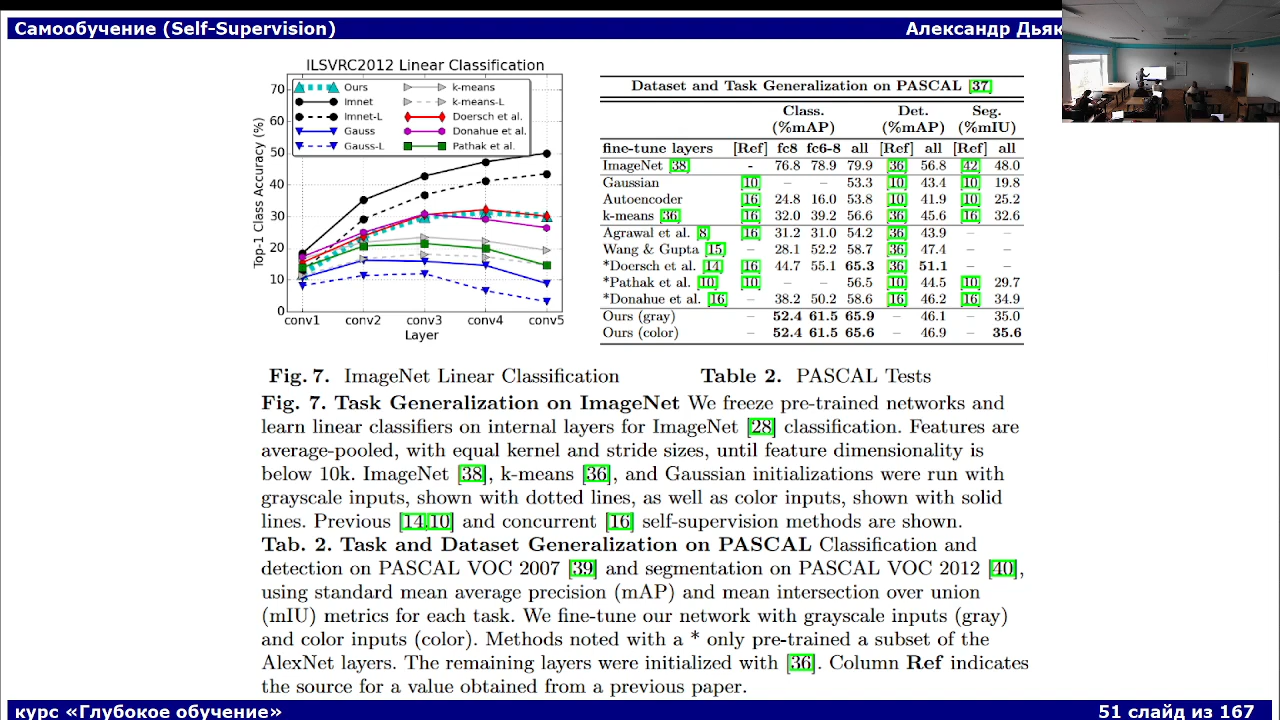 Самообучение (Self-Supervision)
Александр Дьяк
ILSVRC2012 Linear Classification
Ours
Imnet
Imnet-L
Gauss
Gauss-L
k-means
k-means-L
Doersch et al.
Donahue et al.
Pathak et al.
Top-1 Class Accuracy (%)
70
60
50
40
30
20
10
0
conv1 conv2 conv3 conv4 conv5
Layer
Dataset and Task Generalization on PASCAL [37]
Class. Det. Seg.
(%mAP) (%mAP) (%mIU)
fine-tune layers [Ref] fc8 fc6-8 all [Ref] all [Ref] all
ImageNet [38] - 76.8 78.9 79.9 [36] 56.8 [42] 48.0
Gaussian [10] – – 53.3 [10] 43.4 [10] 19.8
Autoencoder [16] 24.8 16.0 53.8 [10] 41.9 [10] 25.2
k-means [36] [16] 32.0 39.2 56.6 [36] 45.6 [16] 32.6
Agrawal et al. [8] [16] 31.2 31.0 54.2 [36] 43.9 – –
Wang & Gupta [15] – 28.1 52.2 58.7 [36] 47.4 – –
*Doersch et al. [14] [16] 44.7 55.1 65.3 [36] 51.1 – –
*Pathak et al. [10] [10] – – 56.5 [10] 44.5 [10] 29.7
*Donahue et al. [16] – 38.2 50.2 58.6 [16] 46.2 [16] 34.9
Ours (gray) – 52.4 61.5 65.9 – 46.1 – 35.0
Ours (color) – 52.4 61.5 65.6 – 46.9 – 35.6
Fig. 7. ImageNet Linear Classification
Table 2. PASCAL Tests
Fig. 7. Task Generalization on ImageNet We freeze pre-trained networks and
learn linear classifiers on internal layers for ImageNet [28] classification. Features are
average-pooled, with equal kernel and stride sizes, until feature dimensionality is
below 10k. ImageNet [38], k-means [36], and Gaussian initializations were run with
grayscale inputs, shown with dotted lines, as well as color inputs, shown with solid
lines. Previous [14,10] and concurrent [16] self-supervision methods are shown.
Tab. 2. Task and Dataset Generalization on PASCAL Classification and
detection on PASCAL VOC 2007 [39] and segmentation on PASCAL VOC 2012 [40],
using standard mean average precision (mAP) and mean intersection over union
(mIU) metrics for each task. We fine-tune our network with grayscale inputs (gray)
and color inputs (color). Methods noted with a * only pre-trained a subset of the
AlexNet layers. The remaining layers were initialized with [36]. Column Ref indicates
the source for a value obtained from a previous paper.
курс «Глубокое обучение»
51 слайд из 167